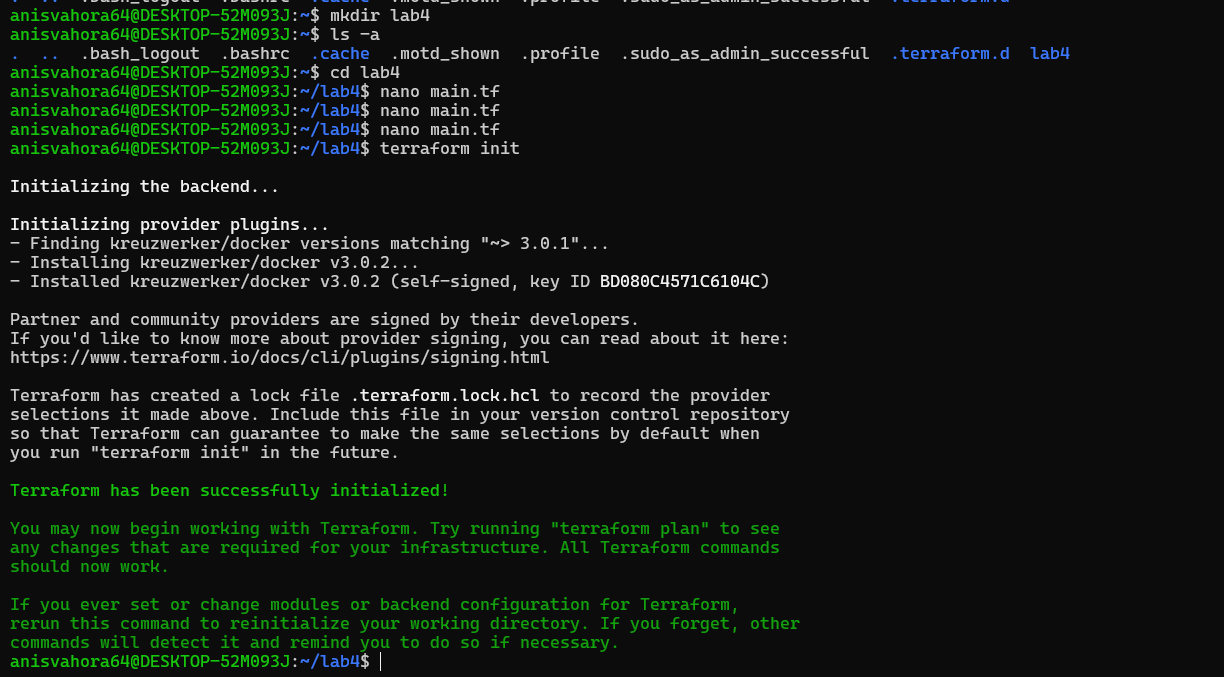 . .. .bash_logout .bashrc .cache .motd_shown .profile .sudo_as_admin_successful .terraform.d
anisvahora64@DESKTOP-52M093J:~$ mkdir lab4
anisvahora64@DESKTOP-52M093J:~$ ls -a
. .. .bash_logout .bashrc .cache .motd_shown .profile .sudo_as_admin_successful .terraform.d lab4
anisvahora64@DESKTOP-52M093J:~$ cd lab4
anisvahora64@DESKTOP-52M093J:~/lab4$ nano main.tf
anisvahora64@DESKTOP-52M093J:~/lab4$ nano main.tf
anisvahora64@DESKTOP-52M093J:~/lab4$ nano main.tf
anisvahora64@DESKTOP-52M093J:~/lab4$ terraform init
Initializing the backend...
Initializing provider plugins...
- Finding kreuzwerker/docker versions matching "~> 3.0.1"...
- Installing kreuzwerker/docker v3.0.2...
- Installed kreuzwerker/docker v3.0.2 (self-signed, key ID BD080C4571C6104C)
Partner and community providers are signed by their developers.
If you'd like to know more about provider signing, you can read about it here:
https://www.terraform.io/docs/cli/plugins/signing.html
Terraform has created a lock file .terraform.lock.hcl to record the provider
selections it made above. Include this file in your version control repository
so that Terraform can guarantee to make the same selections by default when
you run "terraform init" in the future.
Terraform has been successfully initialized!
You may now begin working with Terraform. Try running "terraform plan" to see
any changes that are required for your infrastructure. All Terraform commands
should now work.
If you ever set or change modules or backend configuration for Terraform,
rerun this command to reinitialize your working directory. If you forget, other
commands will detect it and remind you to do so if necessary.
anisvahora64@DESKTOP-52M093J:~/lab4$